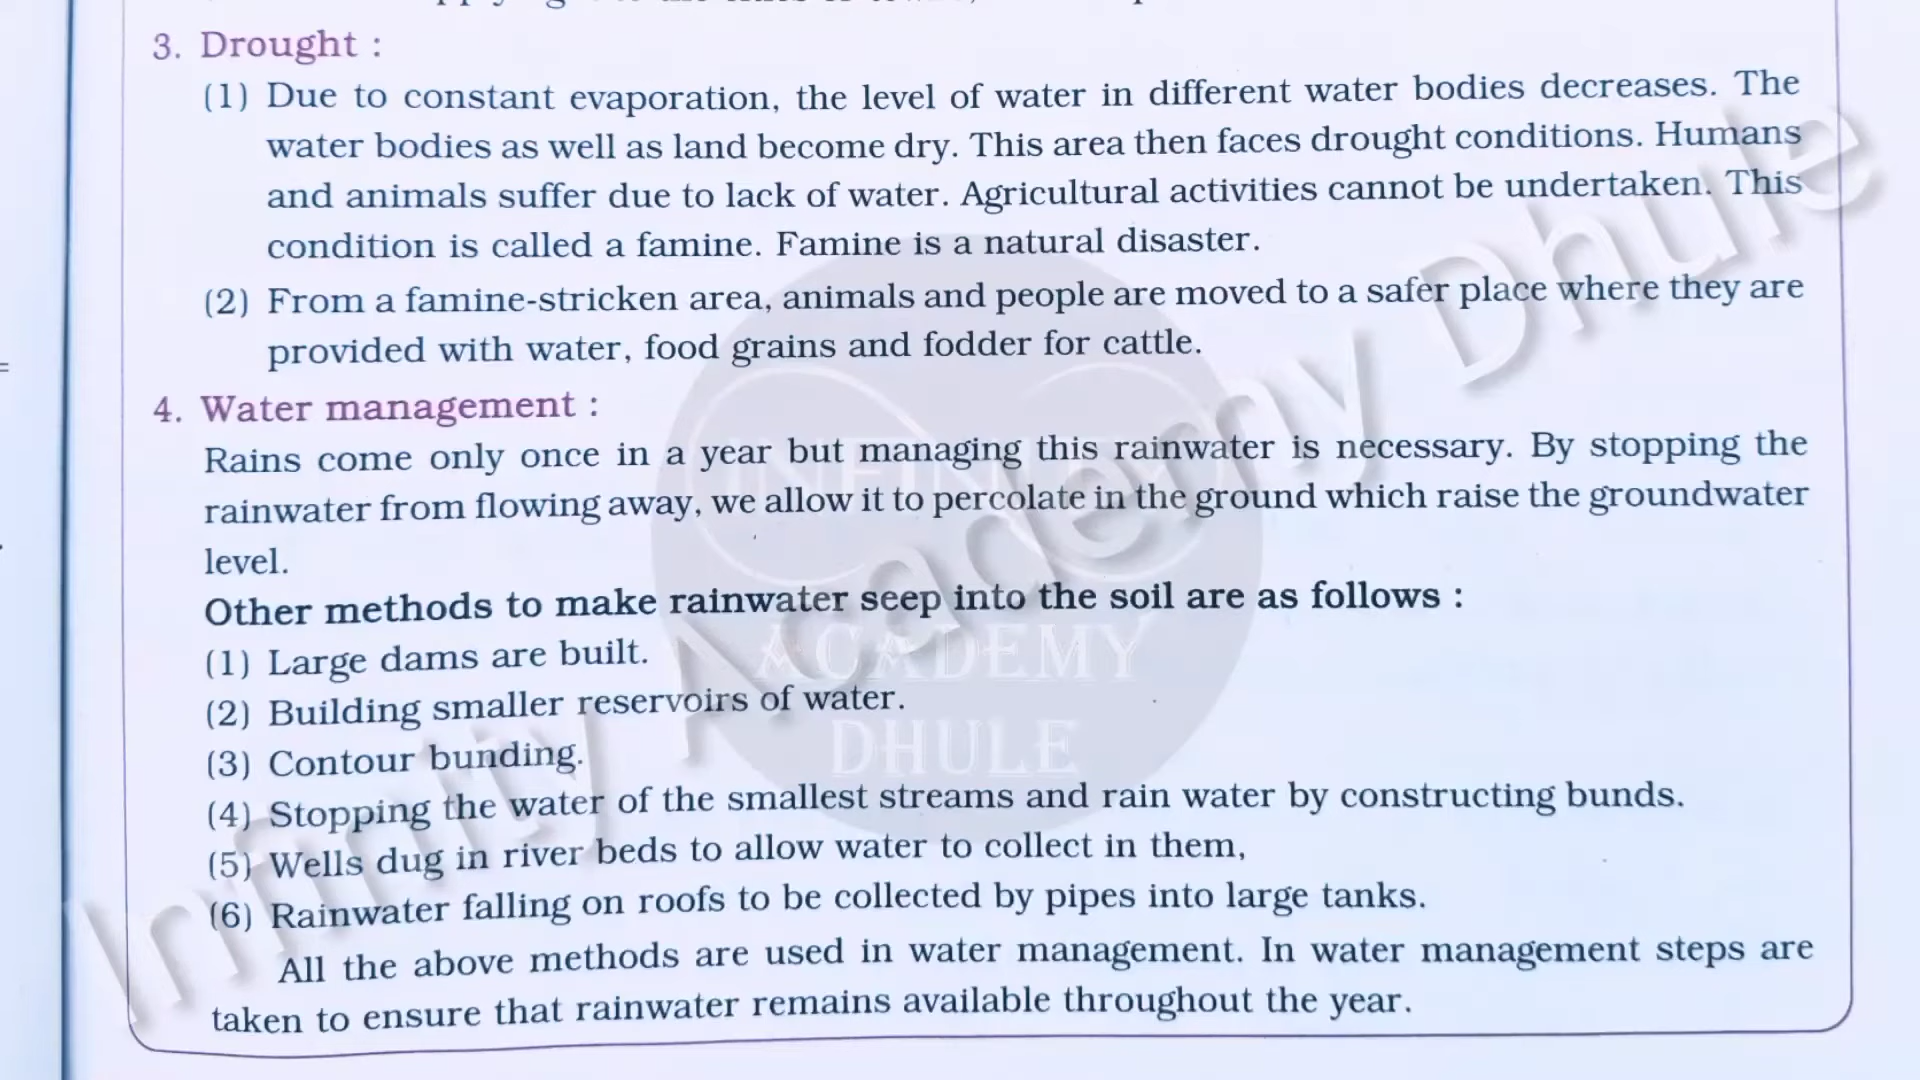 3. Drought :
(1) Due to constant evaporation, the level of water in different water bodies decreases. The
water bodies as well as land become dry. This area then faces drought conditions. Humans
and animals suffer due to lack of water. Agricultural activities cannot be undertaken. This
condition is called a famine. Famine is a natural disaster.
(2) From a famine-stricken area, animals and people are moved to a safer place where they are
provided with water, food grains and fodder for cattle.
4. Water management :
Rains come only once in a year but managing this rainwater is necessary. By stopping the
rainwater from flowing away, we allow it to percolate in the ground which raise the groundwater
level.
Other methods to make rainwater seep into the soil are as follows :
(1) Large dams are built.
(2) Building smaller reservoirs of water.
(3) Contour bunding.
(4) Stopping the water of the smallest streams and rain water by constructing bunds.
(5) Wells dug in river beds to allow water to collect in them,
(6) Rainwater falling on roofs to be collected by pipes into large tanks.
All the above methods are used in water management. In water management steps are
taken to ensure that rainwater remains available throughout the year.
Infinity Academy Dhule
ACADEMY
DHULE